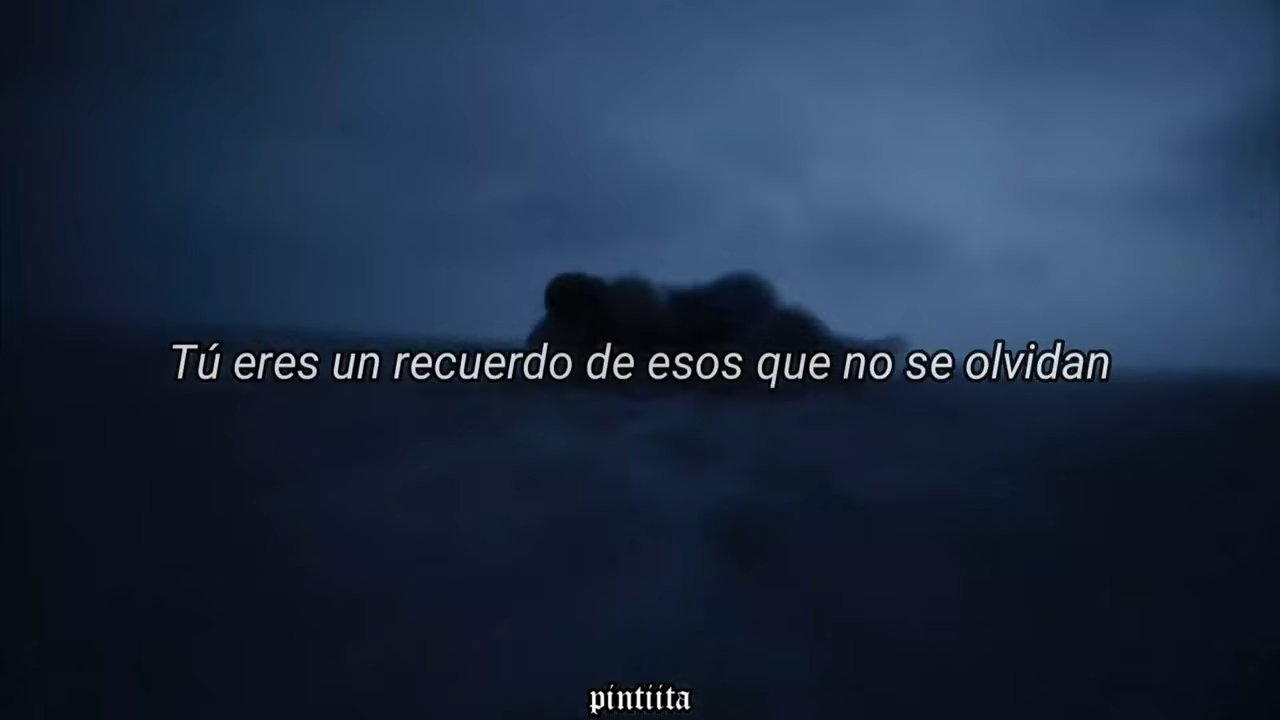 Tú eres un recuerdo de esos que no se olvidan
pintiita